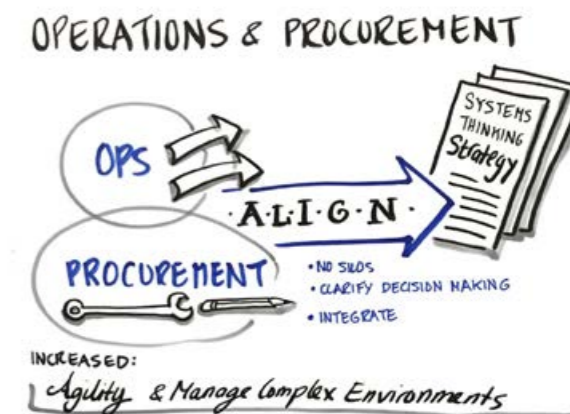 OPERATIONS & PROCUREMENT
OPS
SYSTEMS
THINKING
Strategy
·A·L·I·G·N·
PROCUREMENT
• NO SILOS
• CLARIFY DECISION MAKING
• INTEGRATE
INCREASED:
Agility & Manage Complex Environments